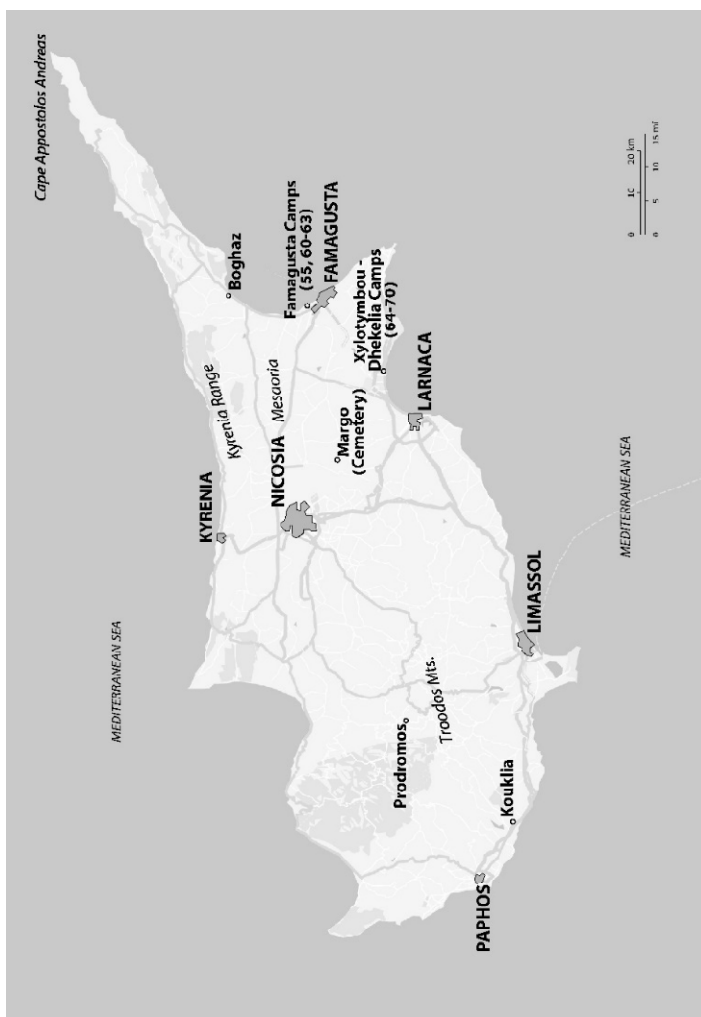 Cape Appostolos Andreas
MEDITERRANEAN SEA
KYRENIA
Kyrenia Range
Boghaz
NICOSIA
Mesaoria
Famagusta Camps
(55, 60-63)
FAMAGUSTA
Margo
(Cemetery)
Xylotymbou -
Dhekelia Camps
(64-70)
LARNACA
Prodromos
Troodos Mts.
Kouklia
PAPHOS
LIMASSOL
MEDITERRANEAN SEA
0 10 20 km
0 5 10 15 mi